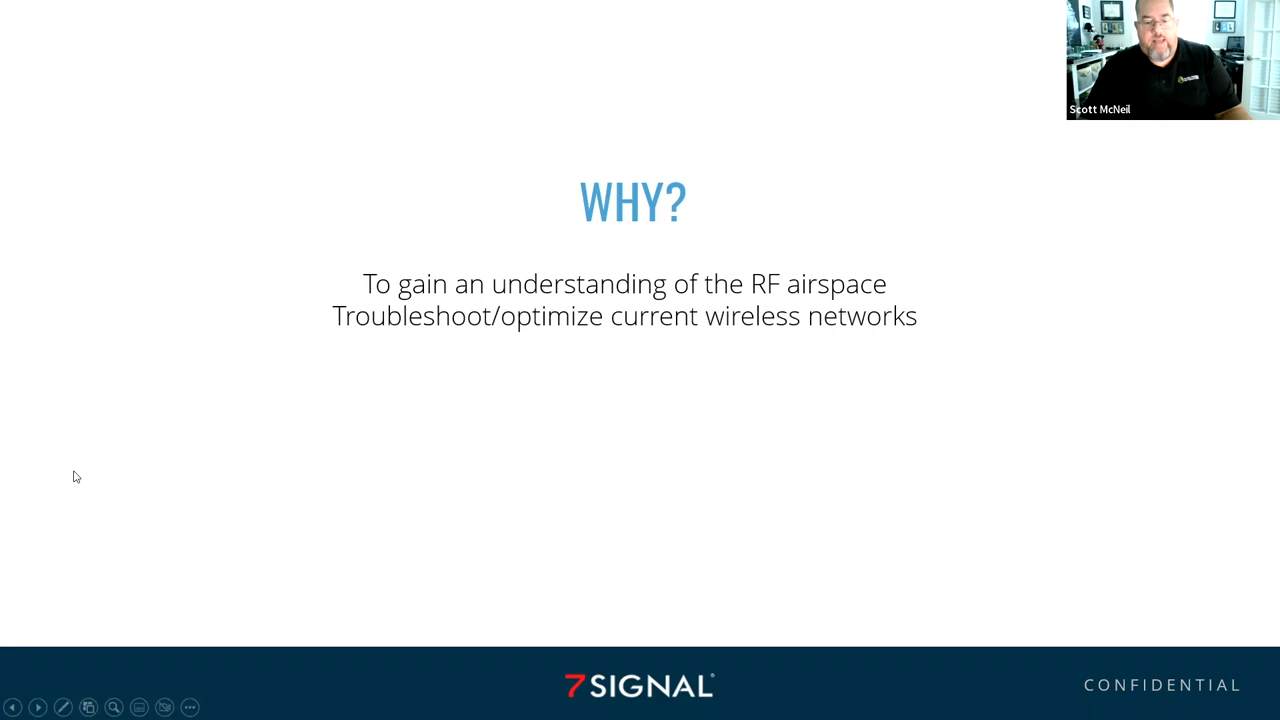 Scott McNeil
WHY?
To gain an understanding of the RF airspace
Troubleshoot/optimize current wireless networks
7SIGNAL®
CONFIDENTIAL